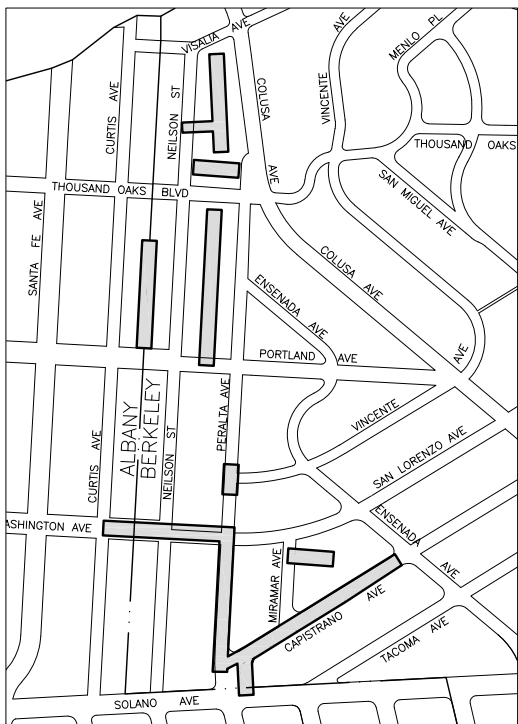 VISALIA AVE
AVE
MENLO PL
CURTIS AVE
NEILSON ST
COLUSA
AVE
VINCENTE
THOUSAND OAKS
THOUSAND OAKS BLVD
SAN MIGUEL AVE
SANTA FE AVE
COLUSA AVE
ENSENADA AVE
PORTLAND AVE
AVE
PERALTA AVE
ALBANY
BERKELEY
VINCENTE
CURTIS AVE
NEILSON ST
SAN LORENZO AVE
ASHINGTON AVE
ENSENADA
AVE
MIRAMAR AVE
CAPISTRANO AVE
TACOMA AVE
SOLANO AVE